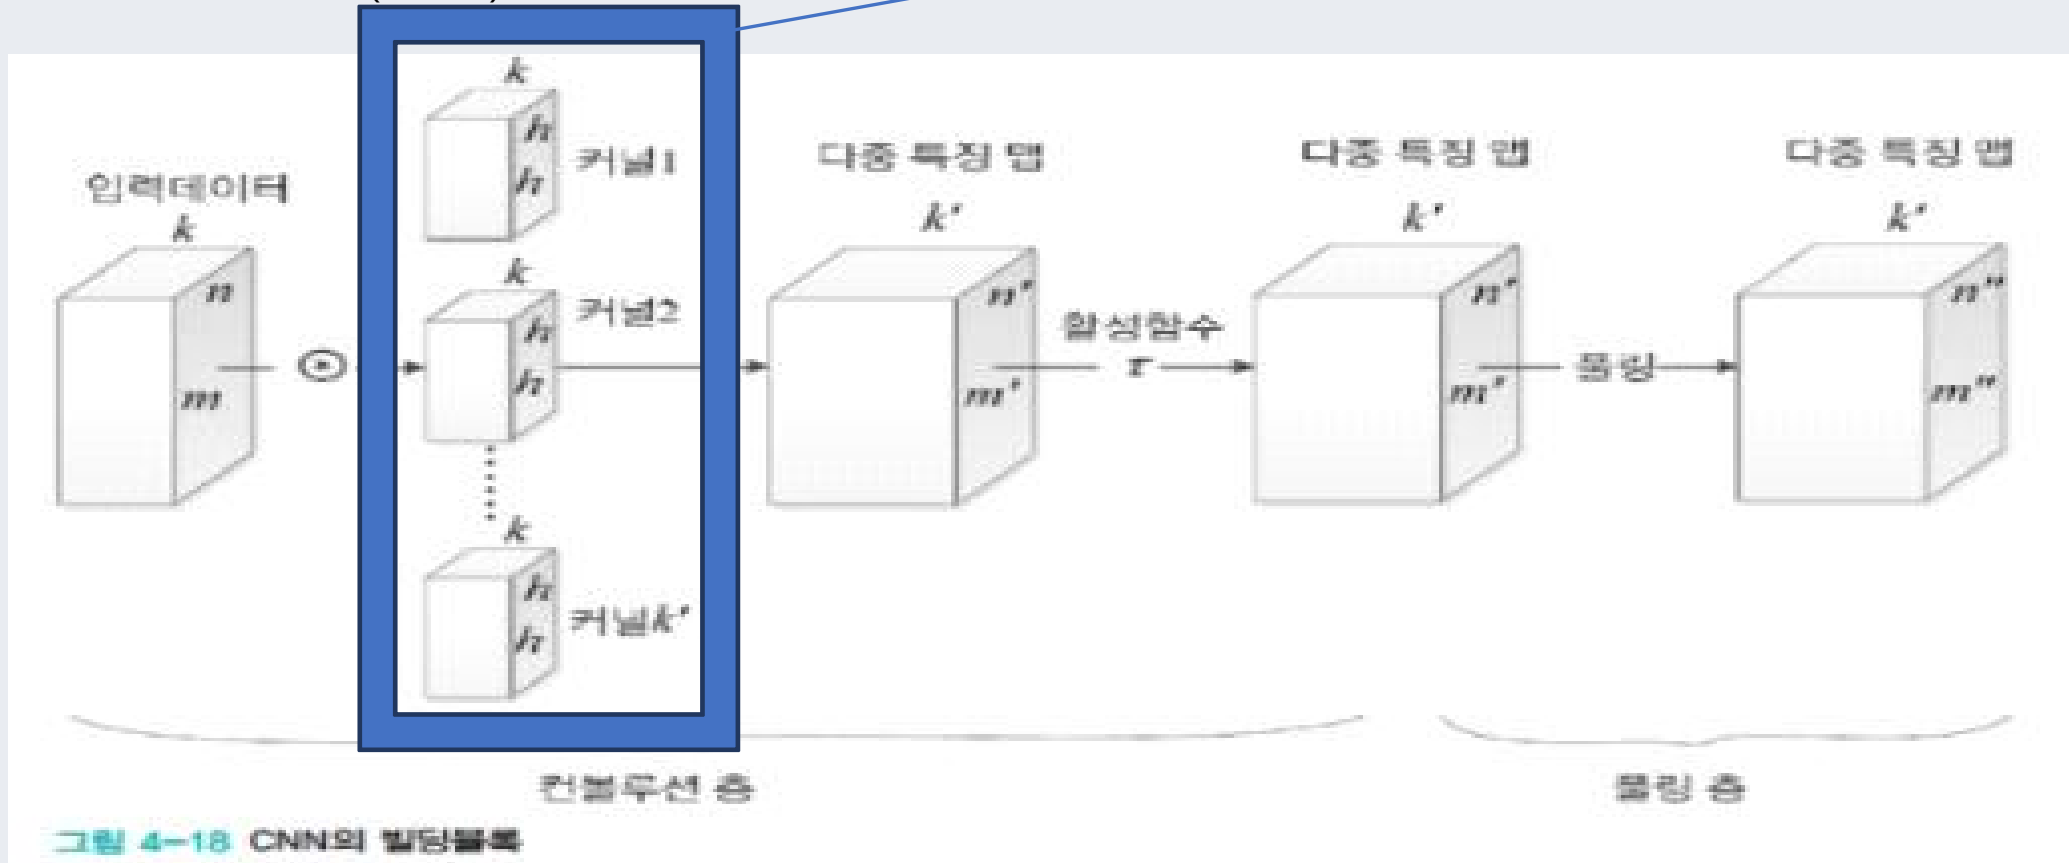 k
h
h
커널1
입력데이터
k
n
m
k
커널2
h
h
k
h
h
커널k'
다중 특징 맵
k'
n'
m'
활성함수
τ
다중 특징 맵
k'
n'
m'
풀링
다중 특징 맵
k'
n''
m''
컨볼루션 층
풀링 층
그림 4-18 CNN의 빌딩블록